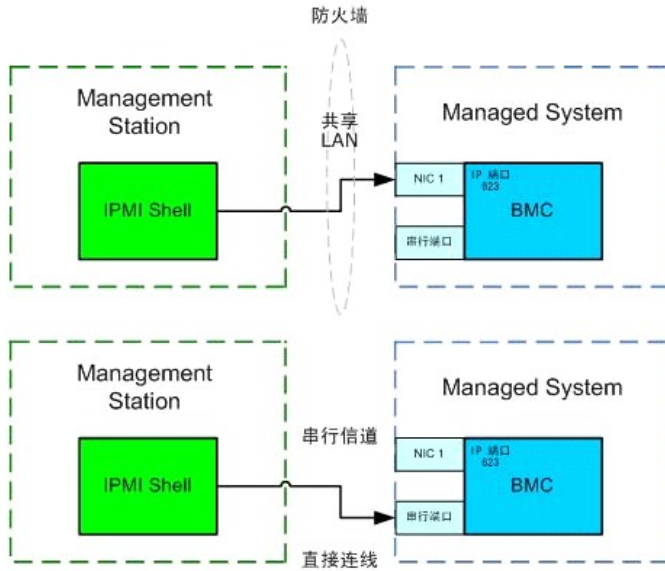 防火墙
Management
Station
共享
LAN
Managed System
IPMI Shell
NIC 1
IP 端口
623
BMC
串行端口
Management
Station
Managed System
串行信道
IPMI Shell
NIC 1
IP 端口
623
BMC
串行端口
直接连线